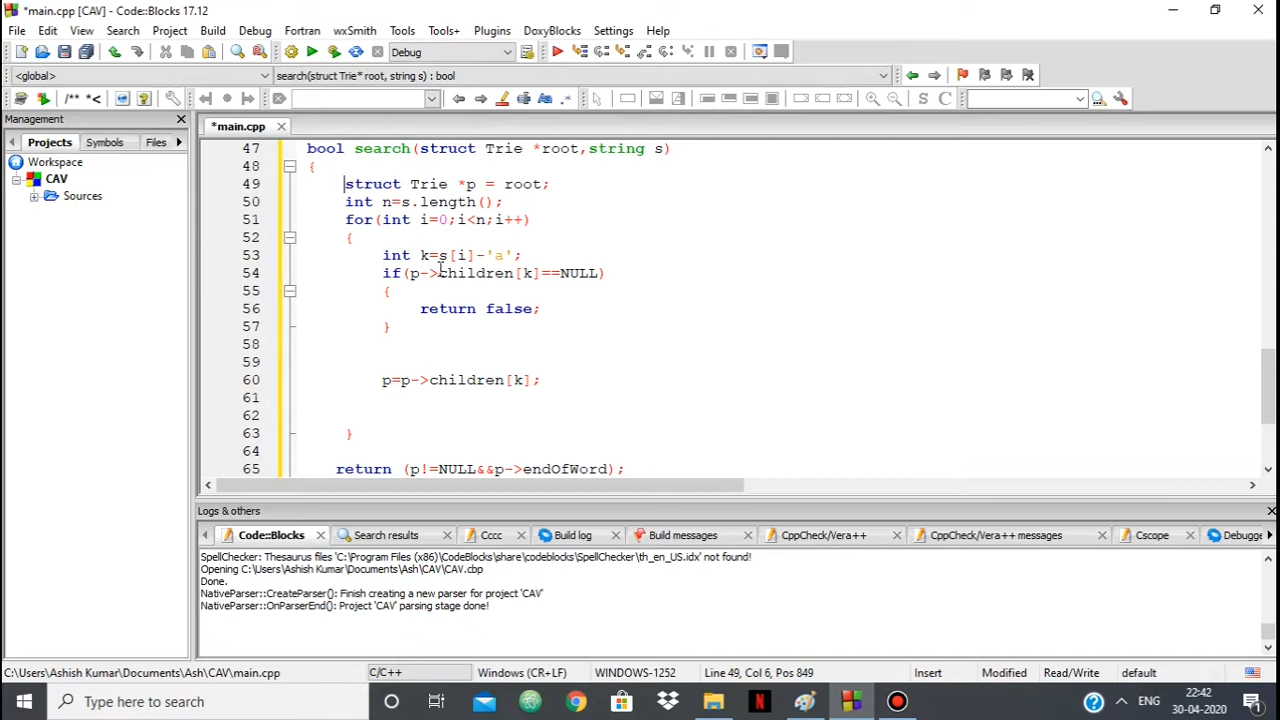 *main.cpp [CAV] - Code::Blocks 17.12
File Edit View Search Project Build Debug Fortran wxSmith Tools Tools+ Plugins DoxyBlocks Settings Help
Debug
<global> search(struct Trie* root, string s) : bool
/** *<
S C
Management
Projects Symbols Files
Workspace
CAV
Sources
*main.cpp
47 bool search(struct Trie *root,string s)
48 {
49 struct Trie *p = root;
50 int n=s.length();
51 for(int i=0;i<n;i++)
52 {
53 int k=s[i]-'a';
54 if(p->children[k]==NULL)
55 {
56 return false;
57 }
58
59
60 p=p->children[k];
61
62
63 }
64
65 return (p!=NULL&&p->endOfWord);
Logs & others
Code::Blocks Search results Cccc Build log Build messages CppCheck/Vera++ CppCheck/Vera++ messages Cscope Debugge
SpellChecker: Thesaurus files 'C:\Program Files (x86)\CodeBlocks\share\codeblocks\SpellChecker\th_en_US.idx' not found!
Opening C:\Users\Ashish Kumar\Documents\Ash\CAV\CAV.cbp
Done.
NativeParser::CreateParser(): Finish creating a new parser for project 'CAV'
NativeParser::OnParserEnd(): Project 'CAV' parsing stage done!
C:\Users\Ashish Kumar\Documents\Ash\CAV\main.cpp C/C++ Windows (CR+LF) WINDOWS-1252 Line 49, Col 6, Pos 849 Insert Modified Read/Write default
Type here to search
ENG
22:42
30-04-2020
1